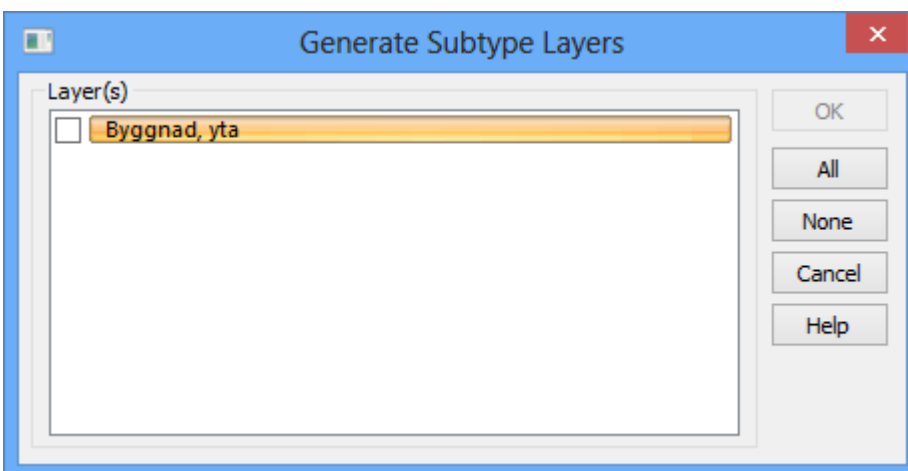 Generate Subtype Layers
Layer(s)
Byggnad, yta
OK
All
None
Cancel
Help